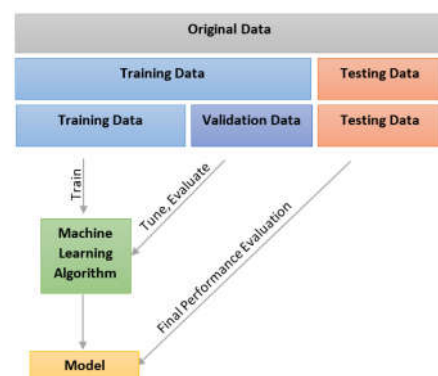 Original Data
Training Data
Testing Data
Training Data
Validation Data
Testing Data
Train
Tune, Evaluate
Final Performance Evaluation
Machine
Learning
Algorithm
Model